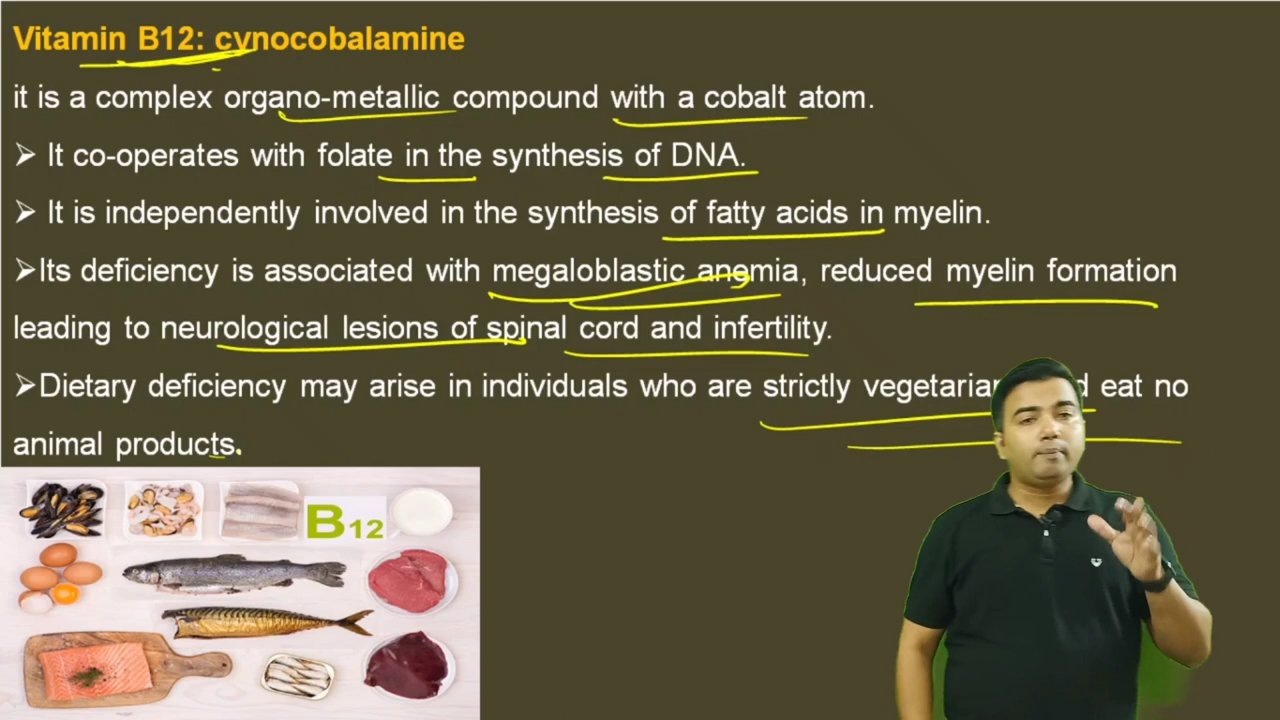 Vitamin B12: cynocobalamine
it is a complex organo-metallic compound with a cobalt atom.
➤ It co-operates with folate in the synthesis of DNA.
➤ It is independently involved in the synthesis of fatty acids in myelin.
➤Its deficiency is associated with megaloblastic anemia, reduced myelin formation
leading to neurological lesions of spinal cord and infertility.
➤Dietary deficiency may arise in individuals who are strictly eat no
animal products.
B12